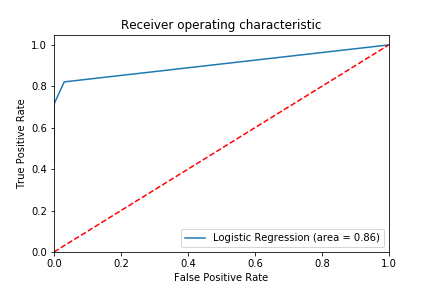 Receiver operating characteristic
1.0
0.8
0.6
0.4
0.2
0.0
True Positive Rate
Logistic Regression (area = 0.86)
0.0 0.2 0.4 0.6 0.8 1.0
False Positive Rate